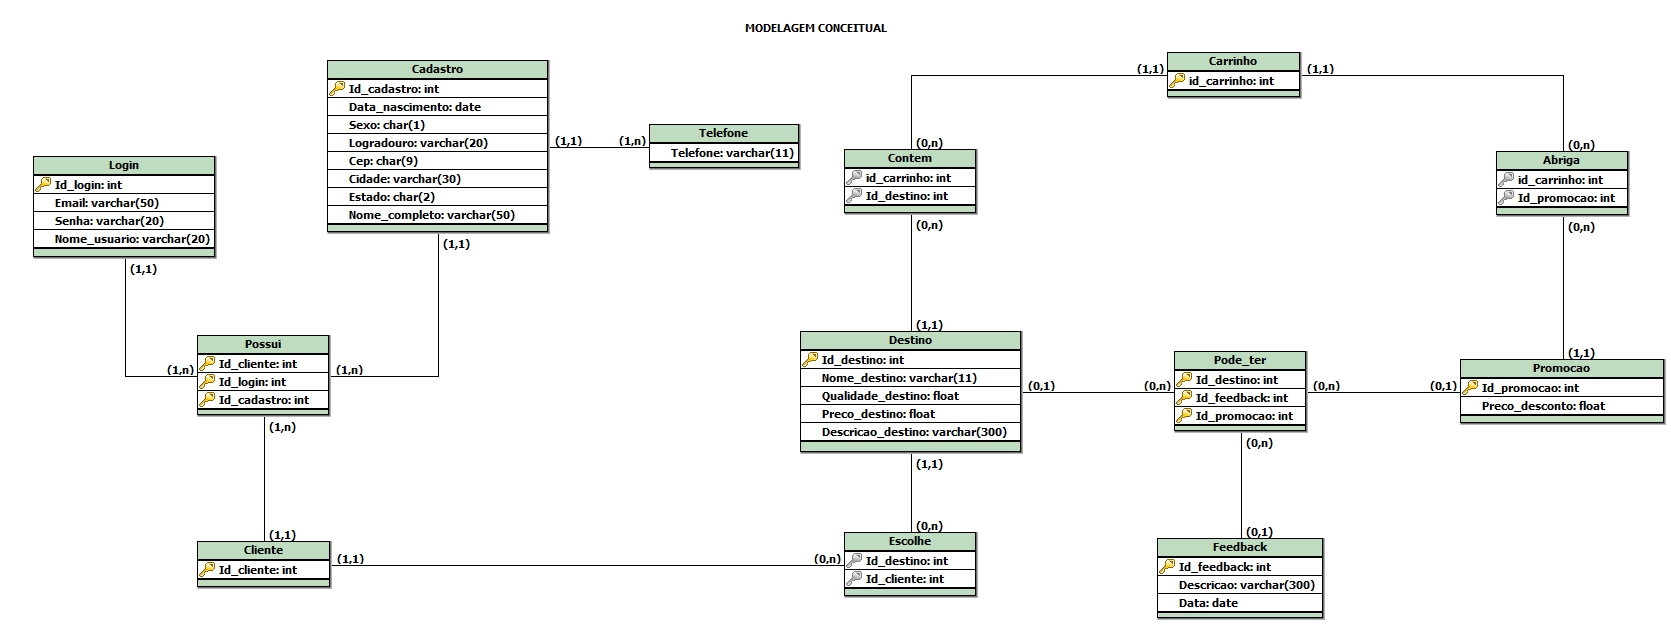 MODELAGEM CONCEITUAL
Cadastro
Id_cadastro: int
Data_nascimento: date
Sexo: char(1)
Logradouro: varchar(20)
Cep: char(9)
Cidade: varchar(30)
Estado: char(2)
Nome_completo: varchar(50)
(1,1)
(1,n)
(1,1)
Telefone
Telefone: varchar(11)
Login
Id_login: int
Email: varchar(50)
Senha: varchar(20)
Nome_usuario: varchar(20)
(1,1)
Possui
Id_cliente: int
Id_login: int
Id_cadastro: int
(1,n)
(1,n)
(1,n)
(1,1)
Cliente
Id_cliente: int
(1,1)
(0,n)
Carrinho
id_carrinho: int
(1,1)
(1,1)
(0,n)
Contem
id_carrinho: int
Id_destino: int
(0,n)
(0,n)
Abriga
id_carrinho: int
Id_promocao: int
(0,n)
(1,1)
Destino
Id_destino: int
Nome_destino: varchar(11)
Qualidade_destino: float
Preco_destino: float
Descricao_destino: varchar(300)
(0,1)
(0,n)
(1,1)
Pode_ter
Id_destino: int
Id_feedback: int
Id_promocao: int
(0,n)
(0,1)
(0,n)
(1,1)
Promocao
Id_promocao: int
Preco_desconto: float
(0,n)
Escolhe
Id_destino: int
Id_cliente: int
(0,1)
Feedback
Id_feedback: int
Descricao: varchar(300)
Data: date